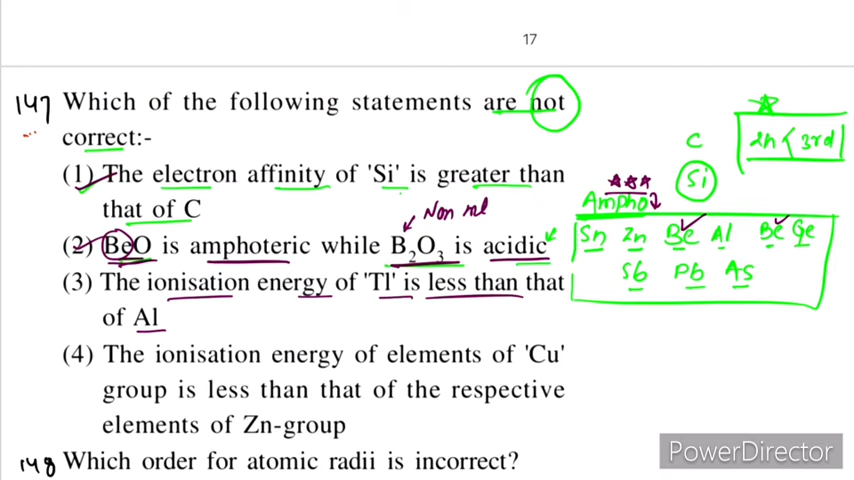 17
147 Which of the following statements are not
correct:-
(1) The electron affinity of 'Si' is greater than
that of C
(2) BeO is amphoteric while B₂O₃ is acidic
(3) The ionisation energy of 'Tl' is less than that
of Al
(4) The ionisation energy of elements of 'Cu'
group is less than that of the respective
elements of Zn-group
148 Which order for atomic radii is incorrect?
Non
C
Si
2n < 3rd
Ampho
Sn Zn Be Al Be Ge
Sb Pb As
PowerDirector